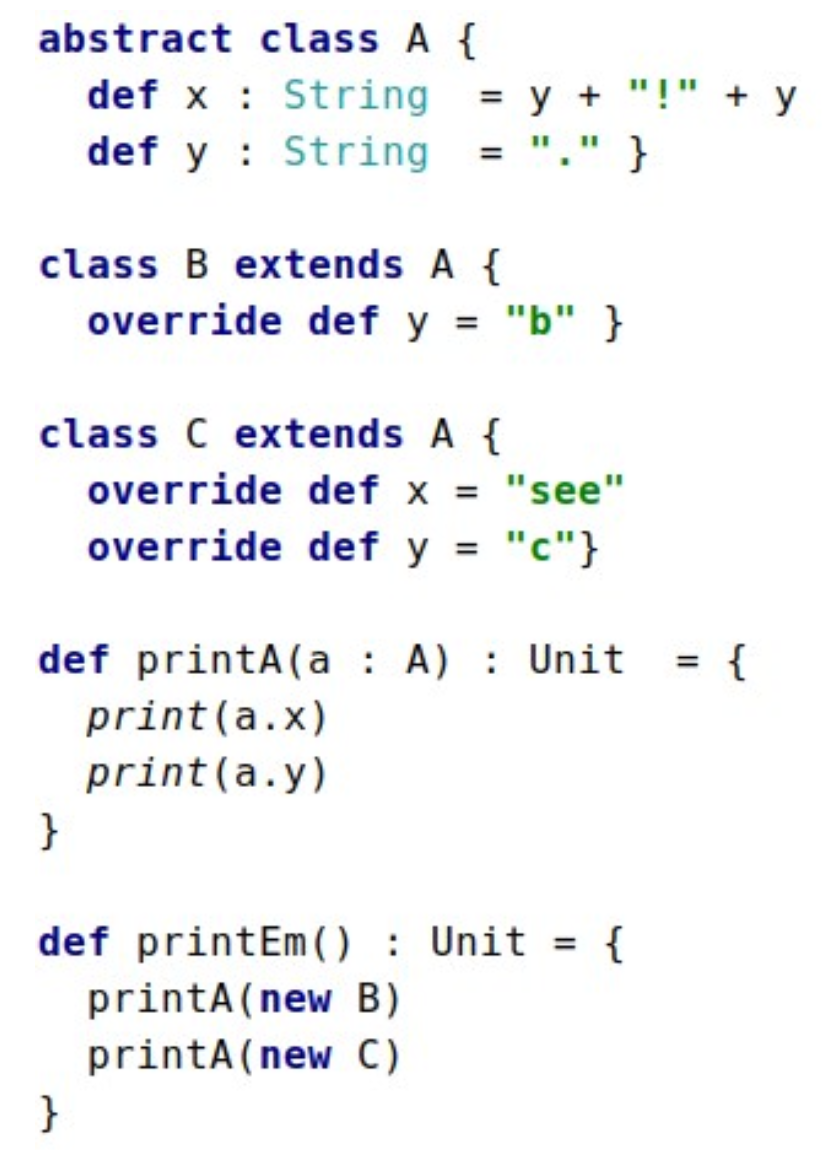 abstract class A {
  def x : String  = y + "!" + y
  def y : String  = "." }

class B extends A {
  override def y = "b" }

class C extends A {
  override def x = "see"
  override def y = "c"}

def printA(a : A) : Unit  = {
  print(a.x)
  print(a.y)
}

def printEm() : Unit = {
  printA(new B)
  printA(new C)
}